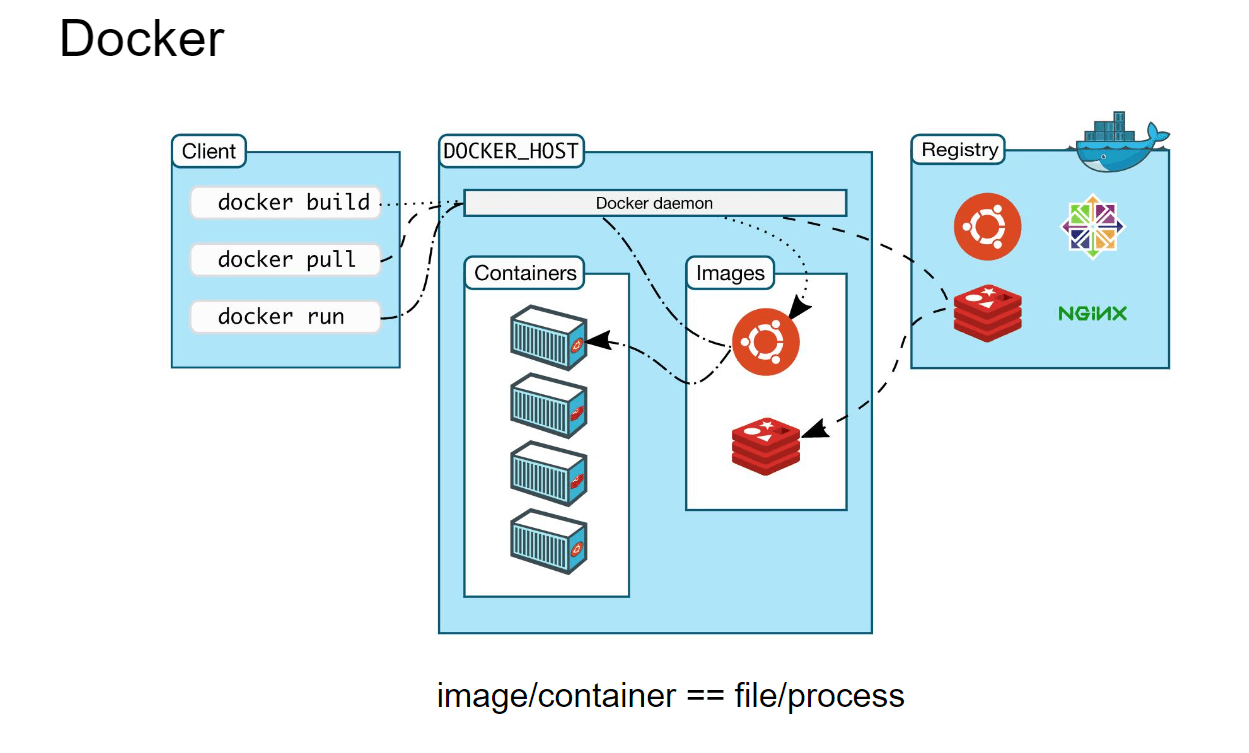 Docker
Client
docker build
docker pull
docker run
DOCKER_HOST
Docker daemon
Containers
Images
Registry
NGINX
image/container == file/process